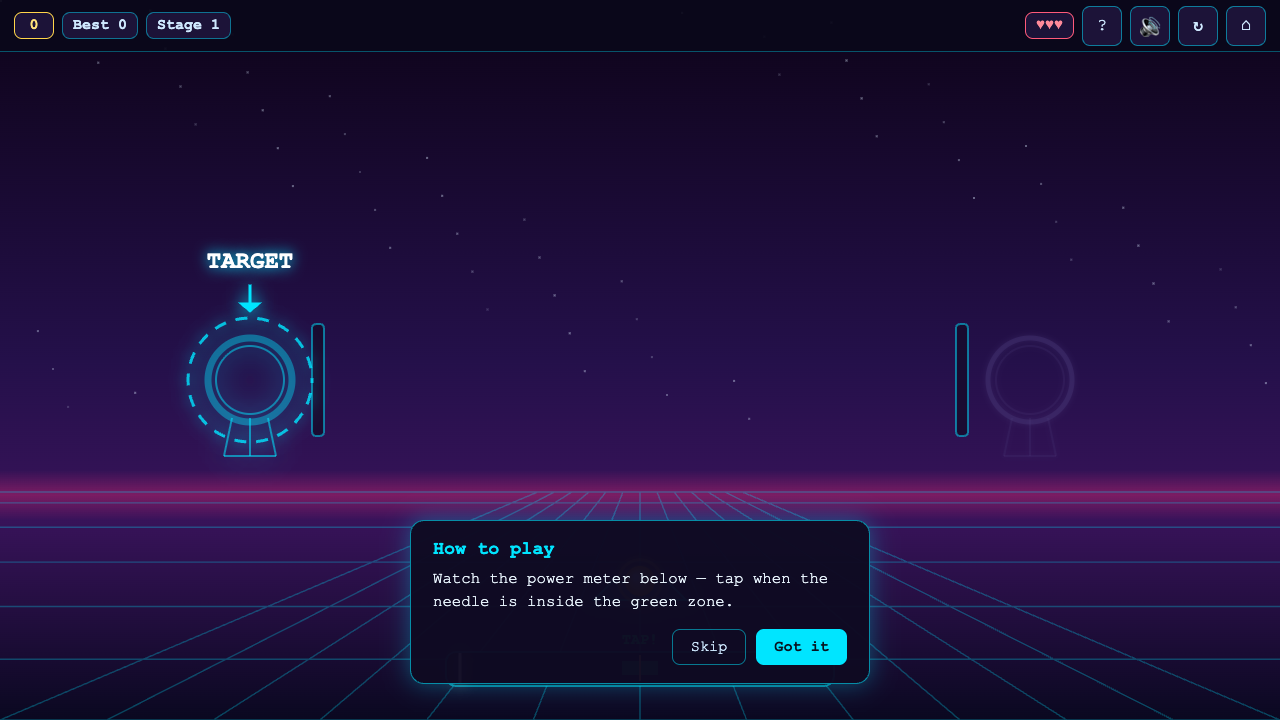 0
Best 0
Stage 1
♥♥♥
?
TARGET
How to play
Watch the power meter below — tap when the
needle is inside the green zone.
Skip
Got it